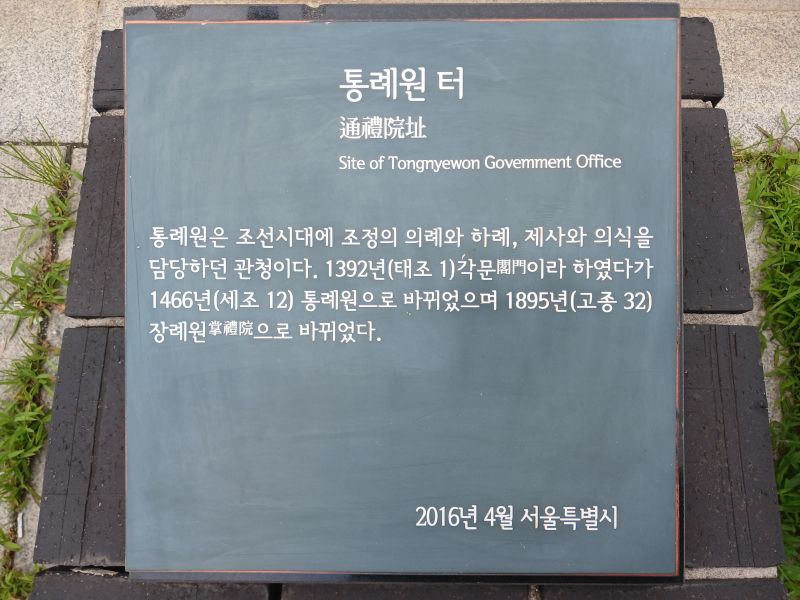 통례원 터
通禮院址
Site of Tongnyewon Govemment Office
통례원은 조선시대에 조정의 의례와 하례, 제사와 의식을
담당하던 관청이다. 1392년(태조 1)각문閣門이라 하였다가
1466년(세조 12) 통례원으로 바뀌었으며 1895년(고종 32)
장례원掌禮院으로 바뀌었다.
2016년 4월 서울특별시